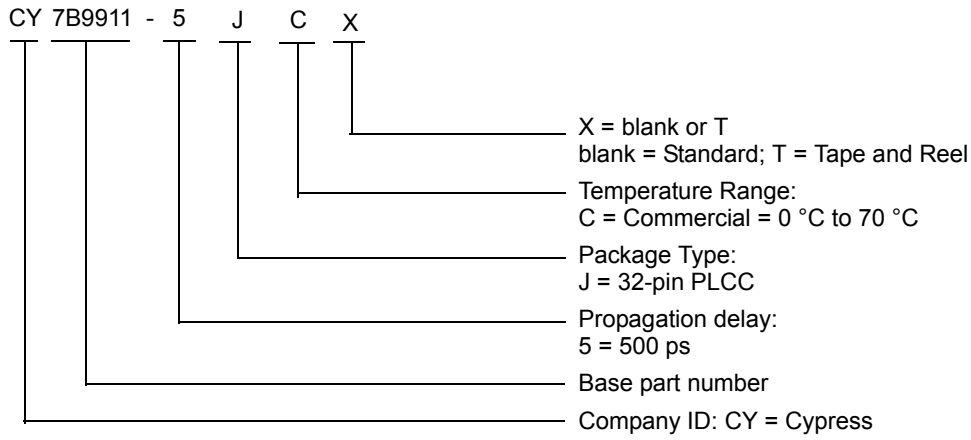 CY 7B9911 - 5 J C X
X = blank or T
blank = Standard; T = Tape and Reel
Temperature Range:
C = Commercial = 0 °C to 70 °C
Package Type:
J = 32-pin PLCC
Propagation delay:
5 = 500 ps
Base part number
Company ID: CY = Cypress